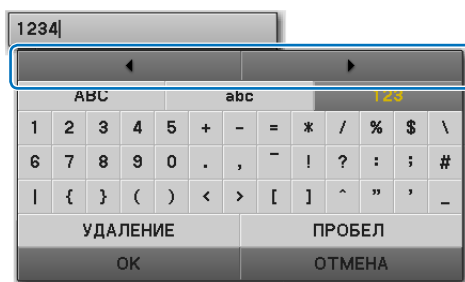 1234
◀ ▶
ABC abc 123
1 2 3 4 5 + - = * / % $ \
6 7 8 9 0 . , ‾ ! ? : ; #
| { } ( ) < > [ ] ^ " ' _
УДАЛЕНИЕ ПРОБЕЛ
OK ОТМЕНА